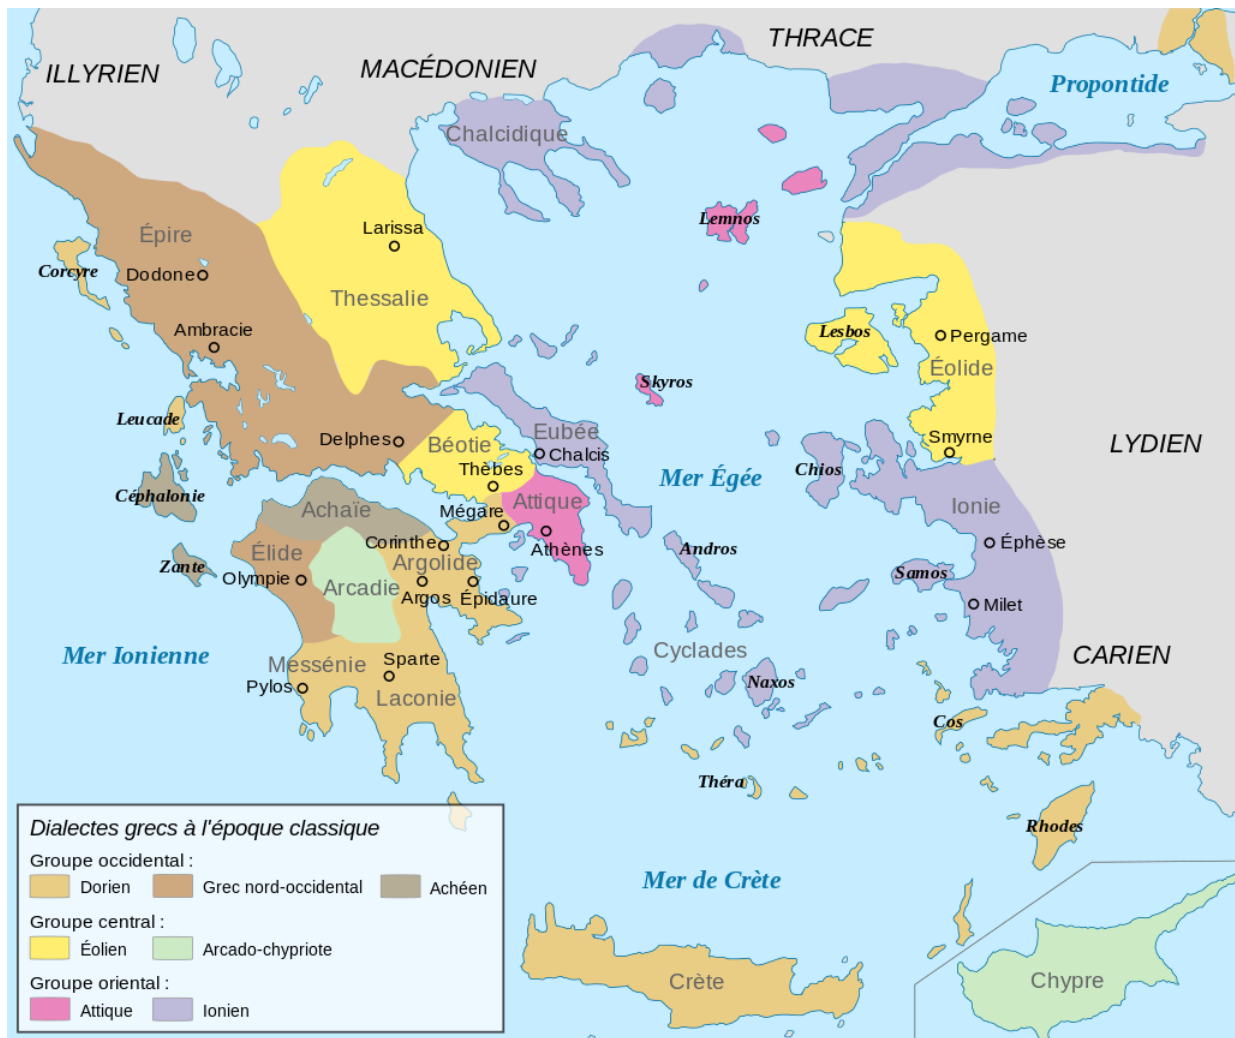 THRACE
MACÉDONIEN
ILLYRIEN
Propontide
Chalcidique
Lemnos
Larissa
Épire
Corcyre
Dodone
Thessalie
Ambracie
Lesbos
Pergame
Éolide
Skyros
Leucade
Delphes
Béotie
Eubée
Chalcis
Smyrne
LYDIEN
Thèbes
Mer Égée
Chios
Céphalonie
Achaïe
Mégare
Attique
Ionie
Corinthe
Athènes
Andros
Éphèse
Élide
Argolide
Zante
Olympie
Arcadie
Argos
Épidaure
Samos
Milet
Mer Ionienne
Messénie
Sparte
Cyclades
CARIEN
Pylos
Laconie
Naxos
Cos
Théra
Rhodes
Mer de Crète
Crète
Chypre
Dialectes grecs à l'époque classique
Groupe occidental :
Dorien Grec nord-occidental Achéen
Groupe central :
Éolien Arcado-chypriote
Groupe oriental :
Attique Ionien